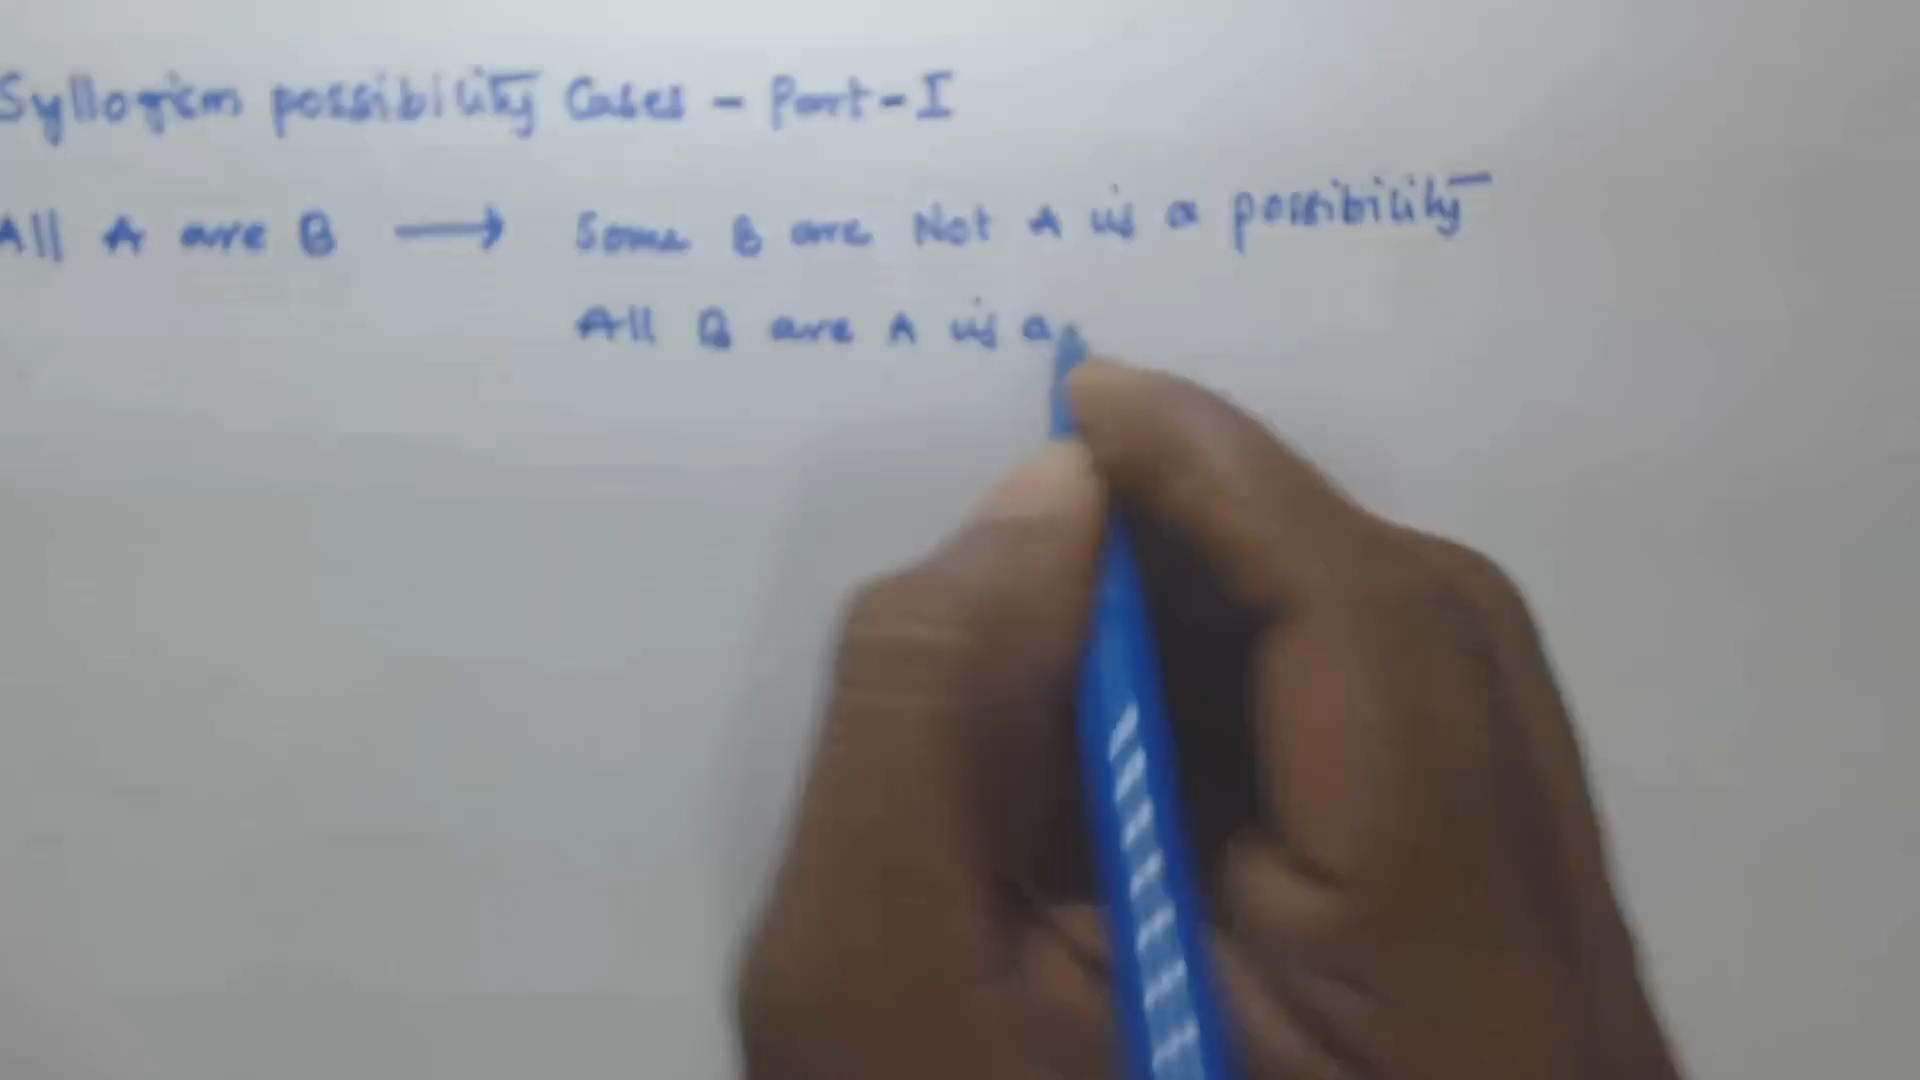 Syllogism possibility Cases - Part-I
All A are B → Some B are Not A is a possibility
All B are A is a